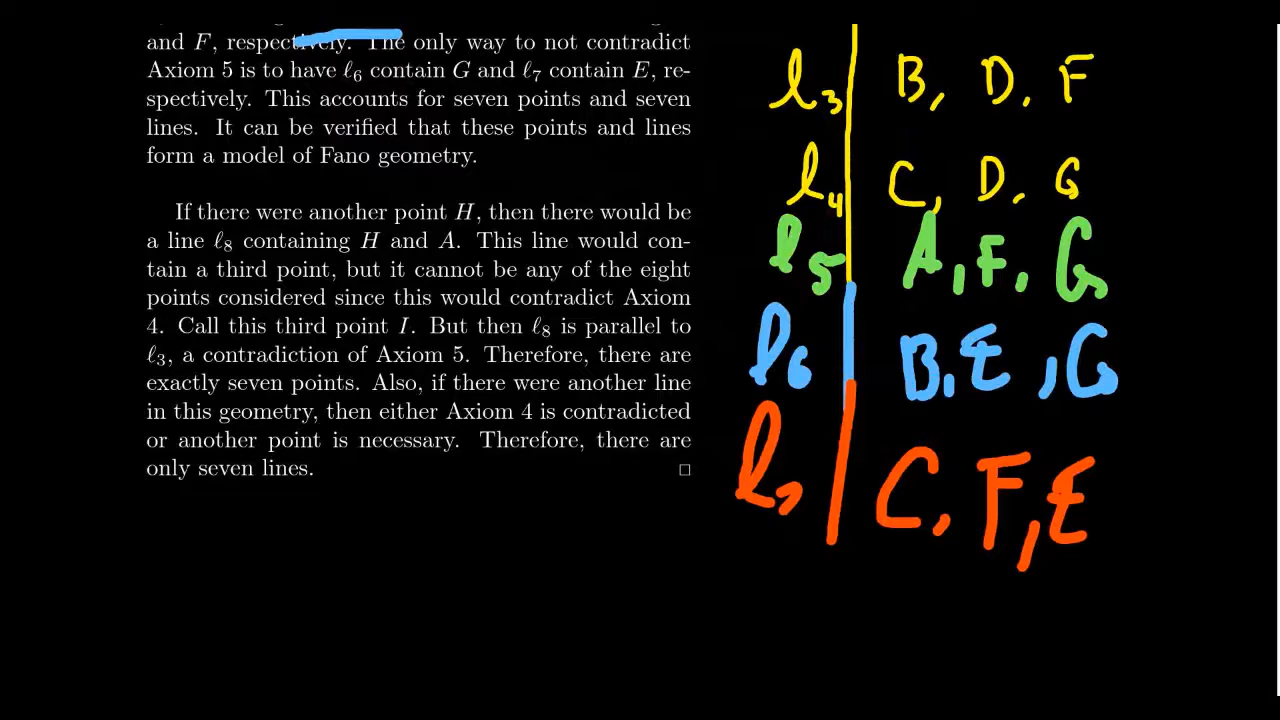 and F, respectively. The only way to not contradict
Axiom 5 is to have ℓ₆ contain G and ℓ₇ contain E, re-
spectively. This accounts for seven points and seven
lines. It can be verified that these points and lines
form a model of Fano geometry.
If there were another point H, then there would be
a line ℓ₈ containing H and A. This line would con-
tain a third point, but it cannot be any of the eight
points considered since this would contradict Axiom
4. Call this third point I. But then ℓ₈ is parallel to
ℓ₃, a contradiction of Axiom 5. Therefore, there are
exactly seven points. Also, if there were another line
in this geometry, then either Axiom 4 is contradicted
or another point is necessary. Therefore, there are
only seven lines. □
ℓ₃ B, D, F
ℓ₄ C, D, G
ℓ₅ A, F, G
ℓ₆ B, E, G
ℓ₇ C, F, E